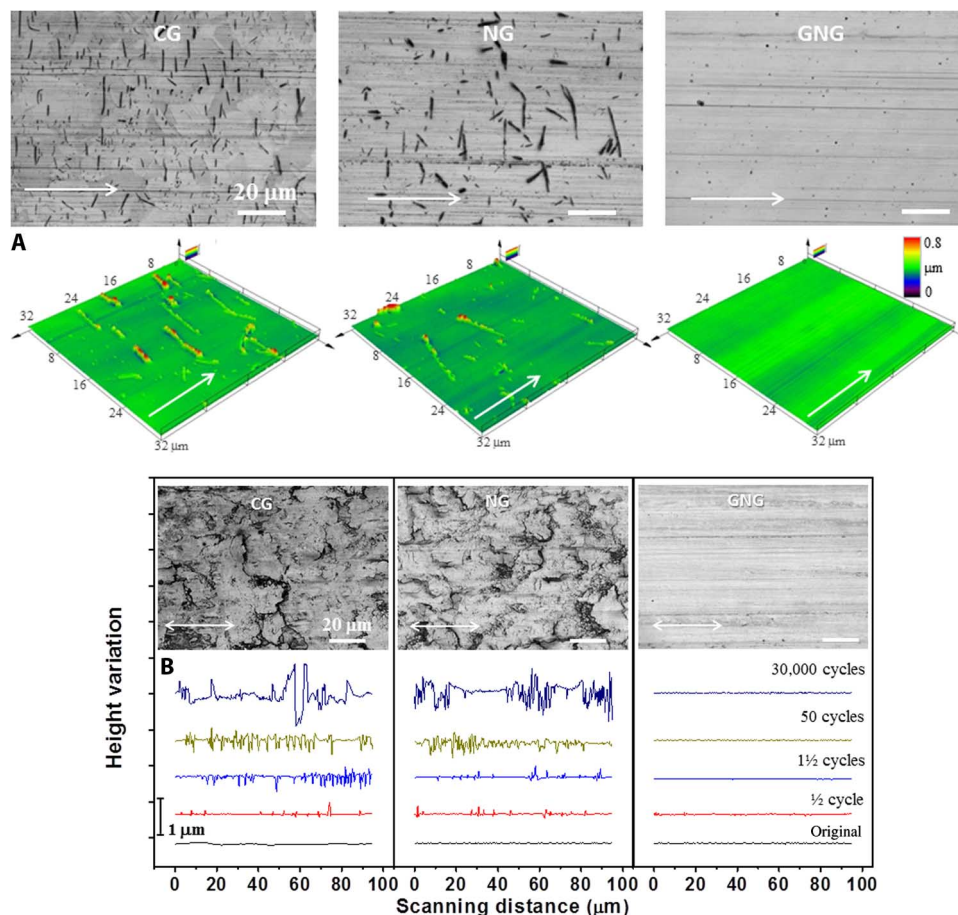 CG
NG
GNG
20 µm
A
0.8
µm
0
8
16
24
32
8
16
24
32 µm
8
16
24
32
8
16
24
32 µm
8
16
24
32
8
16
24
32 µm
CG
NG
GNG
20 µm
B
Height variation
30,000 cycles
50 cycles
1½ cycles
½ cycle
1 µm
Original
0 20 40 60 80 100
0 20 40 60 80 100
0 20 40 60 80 100
Scanning distance (µm)